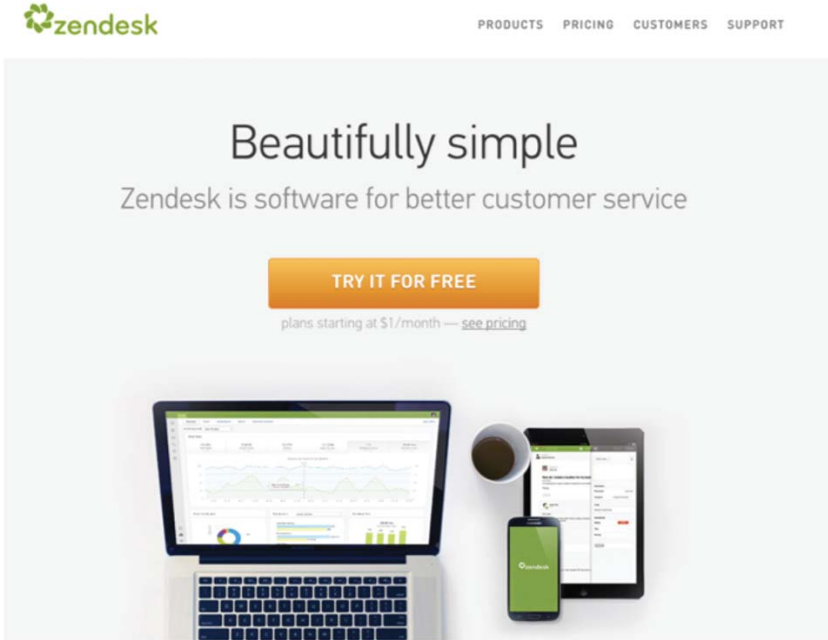 zendesk
PRODUCTS PRICING CUSTOMERS SUPPORT
Beautifully simple
Zendesk is software for better customer service
TRY IT FOR FREE
plans starting at $1/month — see pricing
zendesk